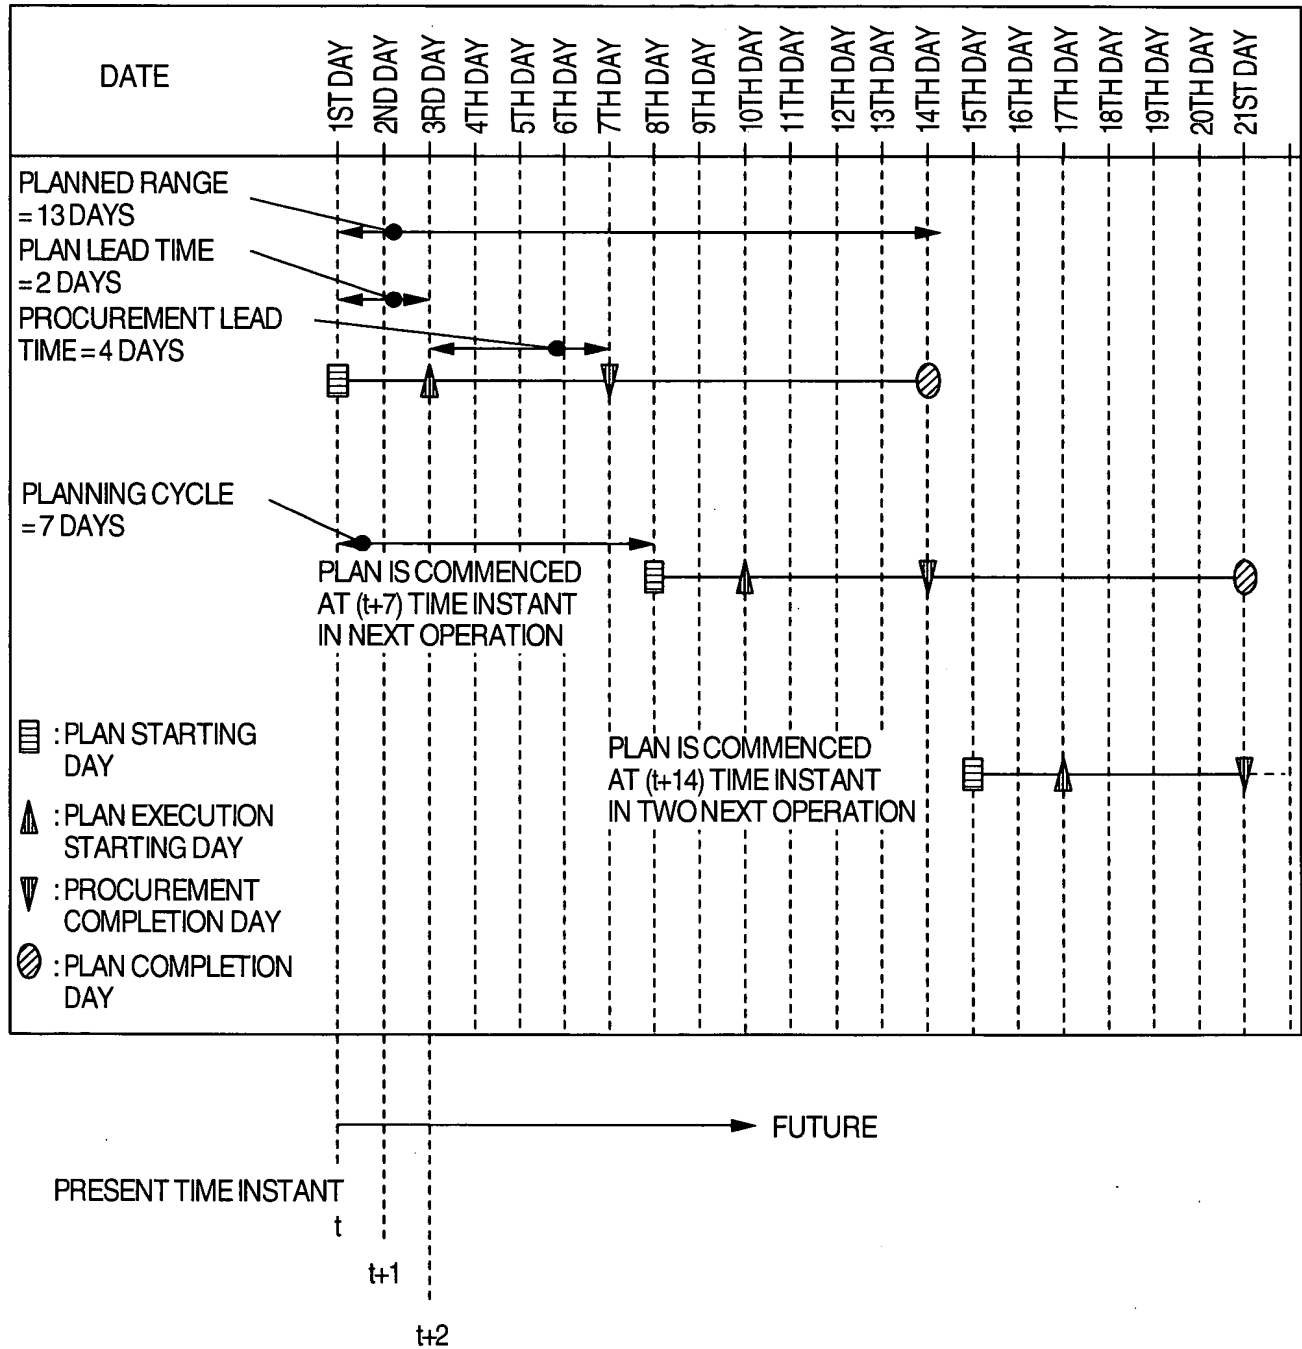 DATE
1ST DAY
2ND DAY
3RD DAY
4TH DAY
5TH DAY
6TH DAY
7TH DAY
8TH DAY
9TH DAY
10TH DAY
11TH DAY
12TH DAY
13TH DAY
14TH DAY
15TH DAY
16TH DAY
17TH DAY
18TH DAY
19TH DAY
20TH DAY
21ST DAY
PLANNED RANGE
=13 DAYS
PLAN LEAD TIME
=2 DAYS
PROCUREMENT LEAD
TIME=4 DAYS
PLANNING CYCLE
=7 DAYS
PLAN IS COMMENCED
AT (t+7) TIME INSTANT
IN NEXT OPERATION
PLAN IS COMMENCED
AT (t+14) TIME INSTANT
IN TWO NEXT OPERATION
: PLAN STARTING
DAY
: PLAN EXECUTION
STARTING DAY
: PROCUREMENT
COMPLETION DAY
: PLAN COMPLETION
DAY
FUTURE
PRESENT TIME INSTANT
t
t+1
t+2